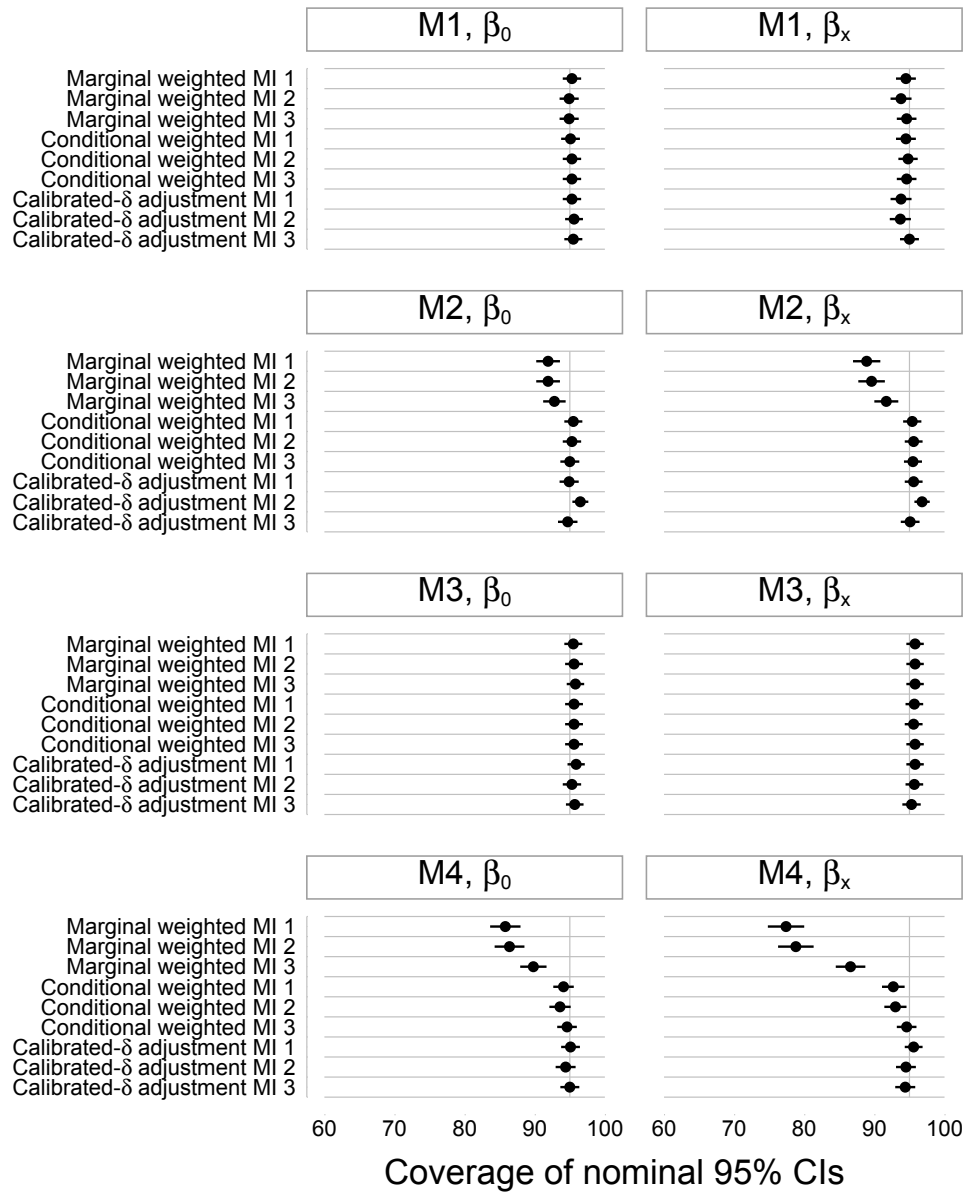 M1, β₀ M1, βₓ
Marginal weighted MI 1
Marginal weighted MI 2
Marginal weighted MI 3
Conditional weighted MI 1
Conditional weighted MI 2
Conditional weighted MI 3
Calibrated-δ adjustment MI 1
Calibrated-δ adjustment MI 2
Calibrated-δ adjustment MI 3
M2, β₀ M2, βₓ
Marginal weighted MI 1
Marginal weighted MI 2
Marginal weighted MI 3
Conditional weighted MI 1
Conditional weighted MI 2
Conditional weighted MI 3
Calibrated-δ adjustment MI 1
Calibrated-δ adjustment MI 2
Calibrated-δ adjustment MI 3
M3, β₀ M3, βₓ
Marginal weighted MI 1
Marginal weighted MI 2
Marginal weighted MI 3
Conditional weighted MI 1
Conditional weighted MI 2
Conditional weighted MI 3
Calibrated-δ adjustment MI 1
Calibrated-δ adjustment MI 2
Calibrated-δ adjustment MI 3
M4, β₀ M4, βₓ
Marginal weighted MI 1
Marginal weighted MI 2
Marginal weighted MI 3
Conditional weighted MI 1
Conditional weighted MI 2
Conditional weighted MI 3
Calibrated-δ adjustment MI 1
Calibrated-δ adjustment MI 2
Calibrated-δ adjustment MI 3
60 70 80 90 100 60 70 80 90 100
Coverage of nominal 95% CIs